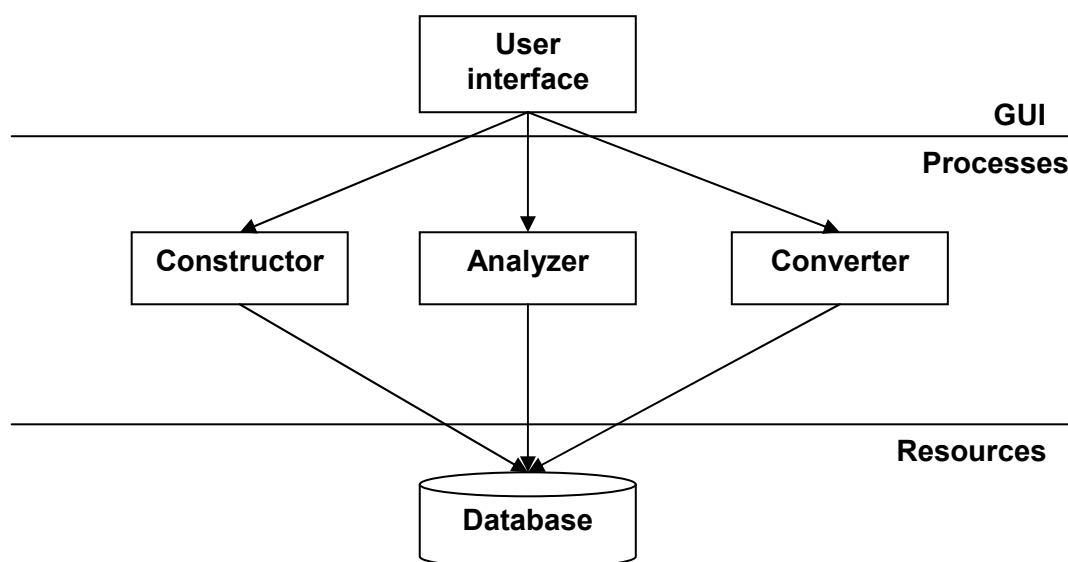 User
interface
GUI
Processes
Constructor
Analyzer
Converter
Resources
Database